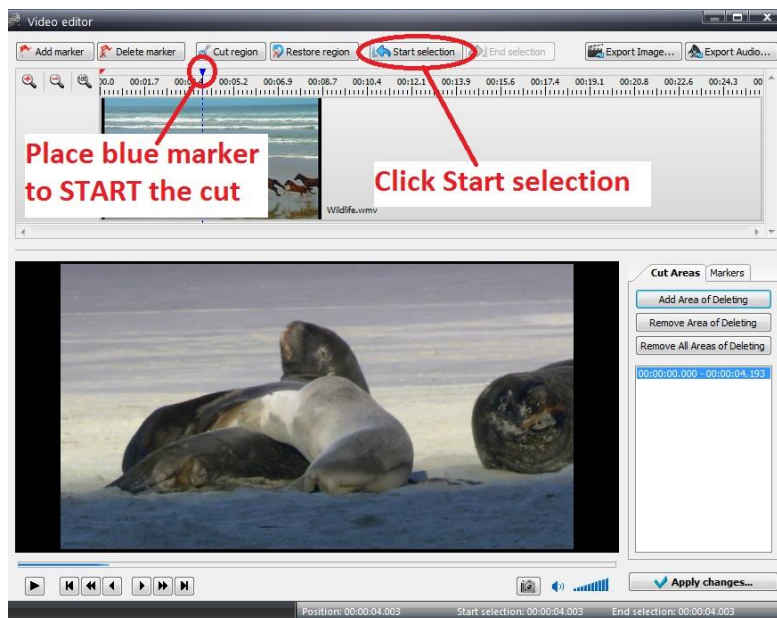 Video editor
Add marker Delete marker Cut region Restore region Start selection End selection Export Image... Export Audio...
00:01.7 00:05.2 00:06.9 00:08.7 00:10.4 00:12.1 00:13.9 00:15.6 00:17.4 00:19.1 00:20.8 00:22.6 00:24.3 00
Place blue marker
to START the cut
Click Start selection
Wildlife.wmv
Cut Areas Markers
Add Area of Deleting
Remove Area of Deleting
Remove All Areas of Deleting
00:00:00.000 - 00:00:04.193
Apply changes...
Position: 00:00:04.003 Start selection: 00:00:04.003 End selection: 00:00:04.003